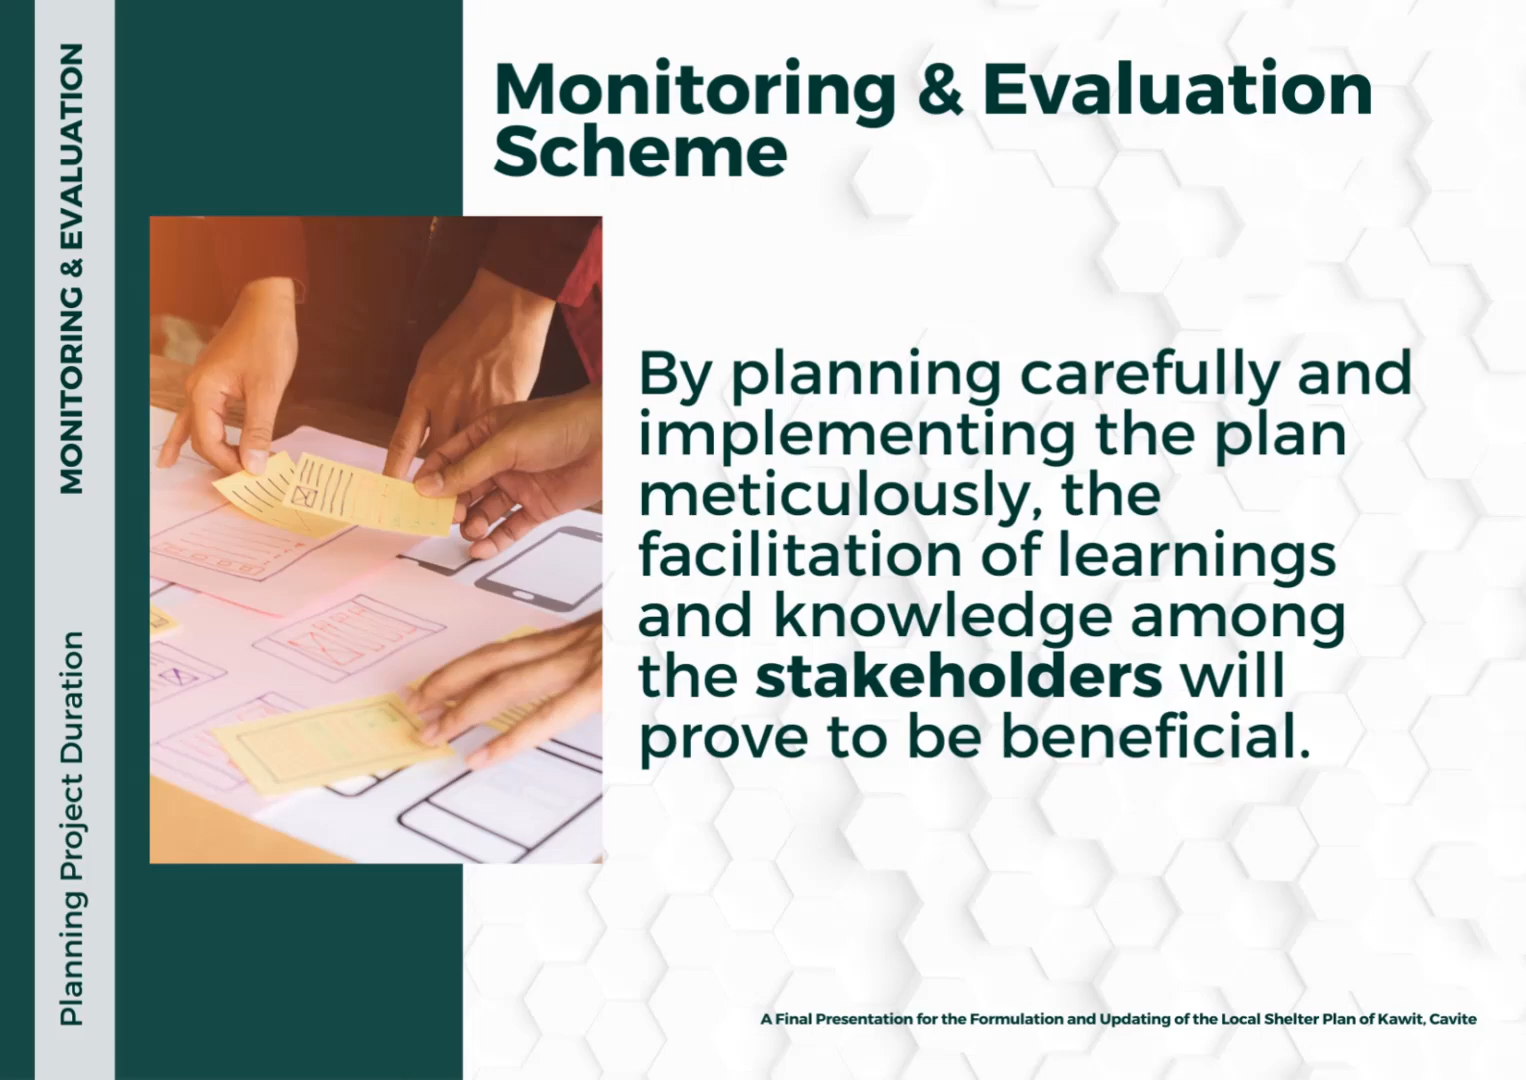 MONITORING & EVALUATION
Planning Project Duration
Monitoring & Evaluation
Scheme
By planning carefully and
implementing the plan
meticulously, the
facilitation of learnings
and knowledge among
the stakeholders will
prove to be beneficial.
A Final Presentation for the Formulation and Updating of the Local Shelter Plan of Kawit, Cavite